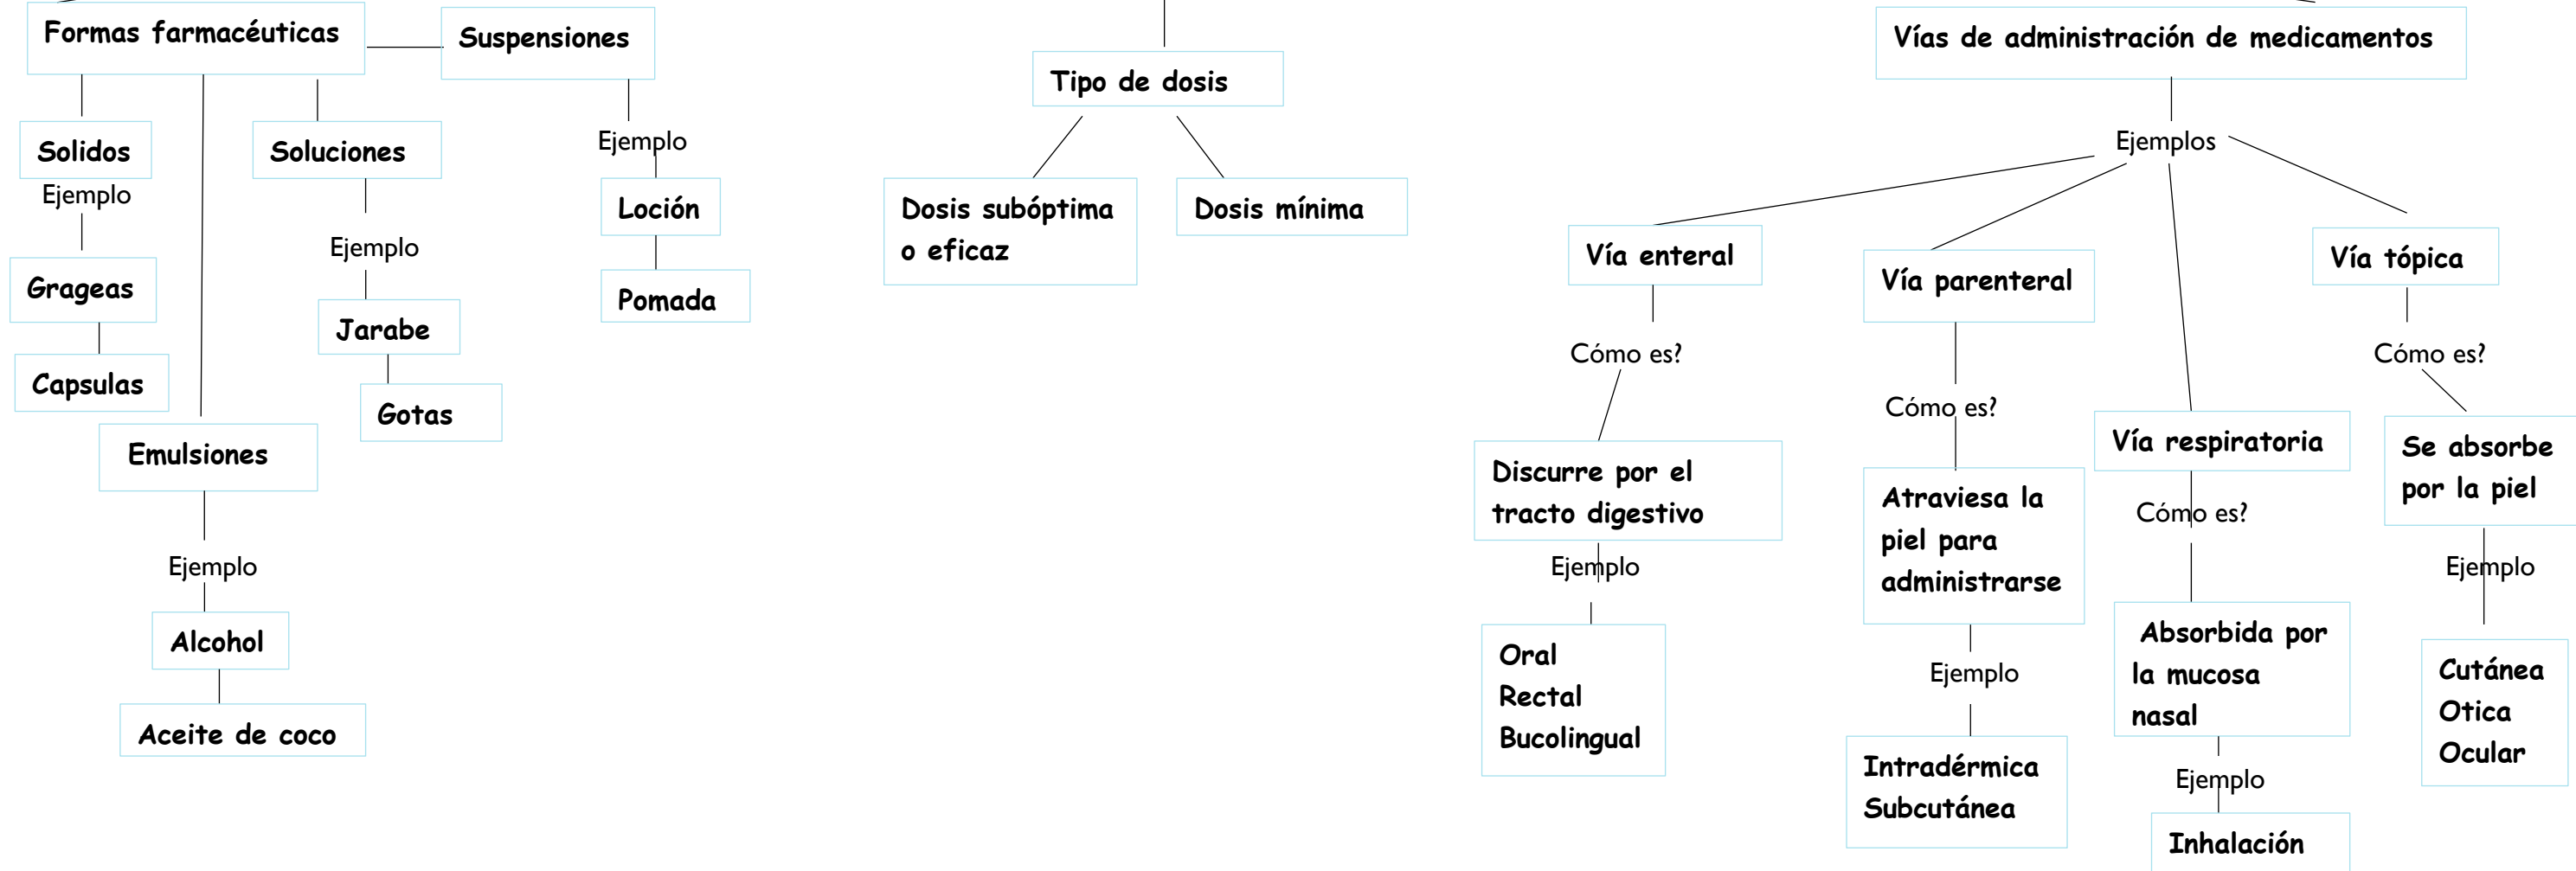 Formas farmacéuticas
Suspensiones
Solidos
Ejemplo
Grageas
Capsulas
Soluciones
Ejemplo
Jarabe
Gotas
Ejemplo
Loción
Pomada
Emulsiones
Ejemplo
Alcohol
Aceite de coco
Tipo de dosis
Dosis subóptima
o eficaz
Dosis mínima
Vías de administración de medicamentos
Ejemplos
Vía enteral
Cómo es?
Discurre por el
tracto digestivo
Ejemplo
Oral
Rectal
Bucolingual
Vía parenteral
Cómo es?
Atraviesa la
piel para
administrarse
Ejemplo
Intradérmica
Subcutánea
Vía respiratoria
Cómo es?
Absorbida por
la mucosa
nasal
Ejemplo
Inhalación
Vía tópica
Cómo es?
Se absorbe
por la piel
Ejemplo
Cutánea
Otica
Ocular